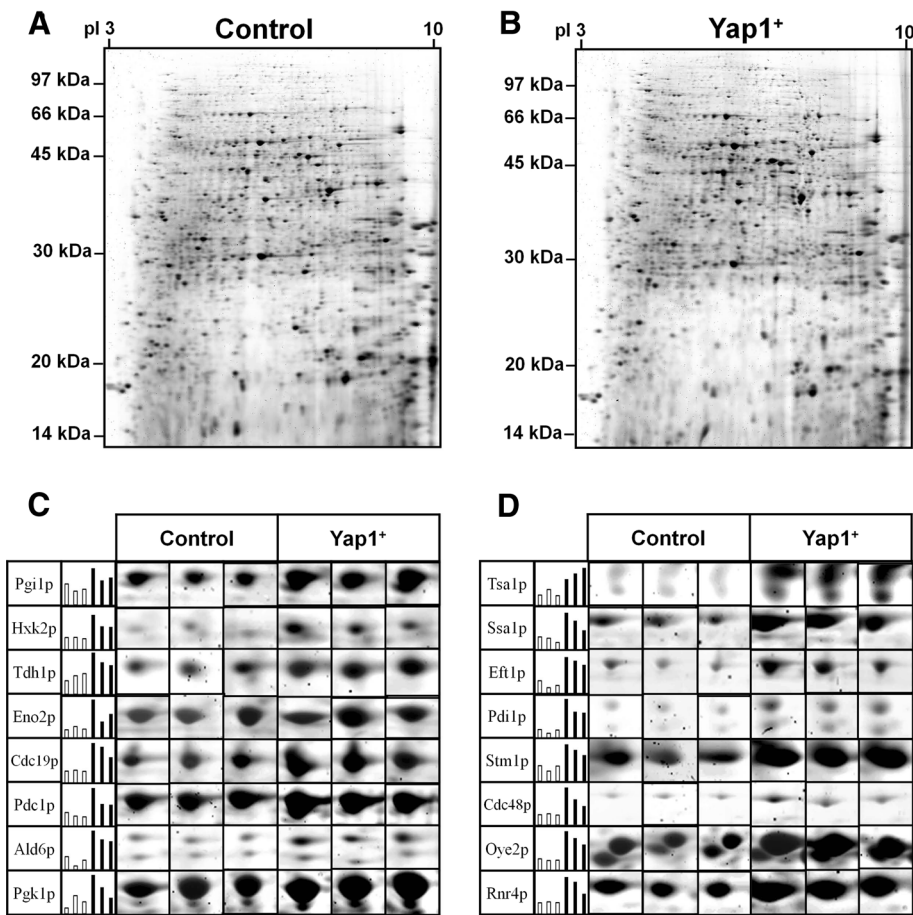 A
Control
pI 3
10
97 kDa
66 kDa
45 kDa
30 kDa
20 kDa
14 kDa
B
Yap1⁺
pI 3
10
97 kDa
66 kDa
45 kDa
30 kDa
20 kDa
14 kDa
C
Control
Yap1⁺
Pgi1p
Hxk2p
Tdh1p
Eno2p
Cdc19p
Pdc1p
Ald6p
Pgk1p
D
Control
Yap1⁺
Tsa1p
Ssa1p
Eft1p
Pdi1p
Stm1p
Cdc48p
Oye2p
Rnr4p